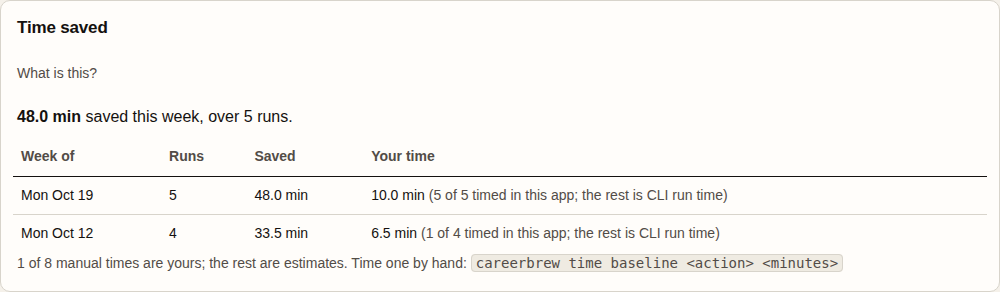 Time saved
What is this?
48.0 min saved this week, over 5 runs.
Week of Runs Saved Your time
Mon Oct 19 5 48.0 min 10.0 min (5 of 5 timed in this app; the rest is CLI run time)
Mon Oct 12 4 33.5 min 6.5 min (1 of 4 timed in this app; the rest is CLI run time)
1 of 8 manual times are yours; the rest are estimates. Time one by hand: careerbrew time baseline <action> <minutes>